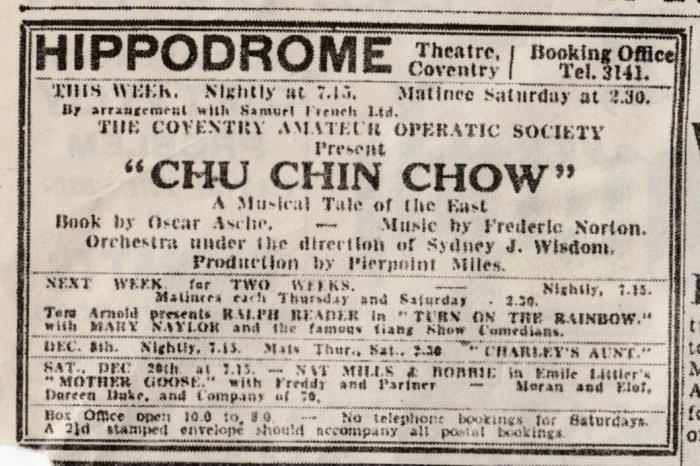 HIPPODROME Theatre, Coventry | Booking Office Tel. 3141.
THIS WEEK. Nightly at 7.15. Matinee Saturday at 2.30.
By arrangement with Samuel French Ltd.
THE COVENTRY AMATEUR OPERATIC SOCIETY
Present
"CHU CHIN CHOW"
A Musical Tale of the East
Book by Oscar Asche. — Music by Frederic Norton.
Orchestra under the direction of Sydney J. Wisdom.
Production by Pierpoint Miles.
NEXT WEEK for TWO WEEKS. — Nightly, 7.15.
Matinees each Thursday and Saturday . 2.30.
Tom Arnold presents RALPH READER in "TURN ON THE RAINBOW."
with MARY NAYLOR and the famous Gang Show Comedians.
DEC. 8th. Nightly, 7.15. Mats Thur., Sat., 2.30 "CHARLEY'S AUNT."
SAT., DEC 20th at 7.15. — NAT MILLS & BOBBIE in Emile Littler's
"MOTHER GOOSE." with Freddy and Partner — Moran and Elof,
Doreen Duke, and Company of 70.
Box Office open 10.0 to 8.0. — No telephone bookings for Saturdays.
A 2½d stamped envelope should accompany all postal bookings.